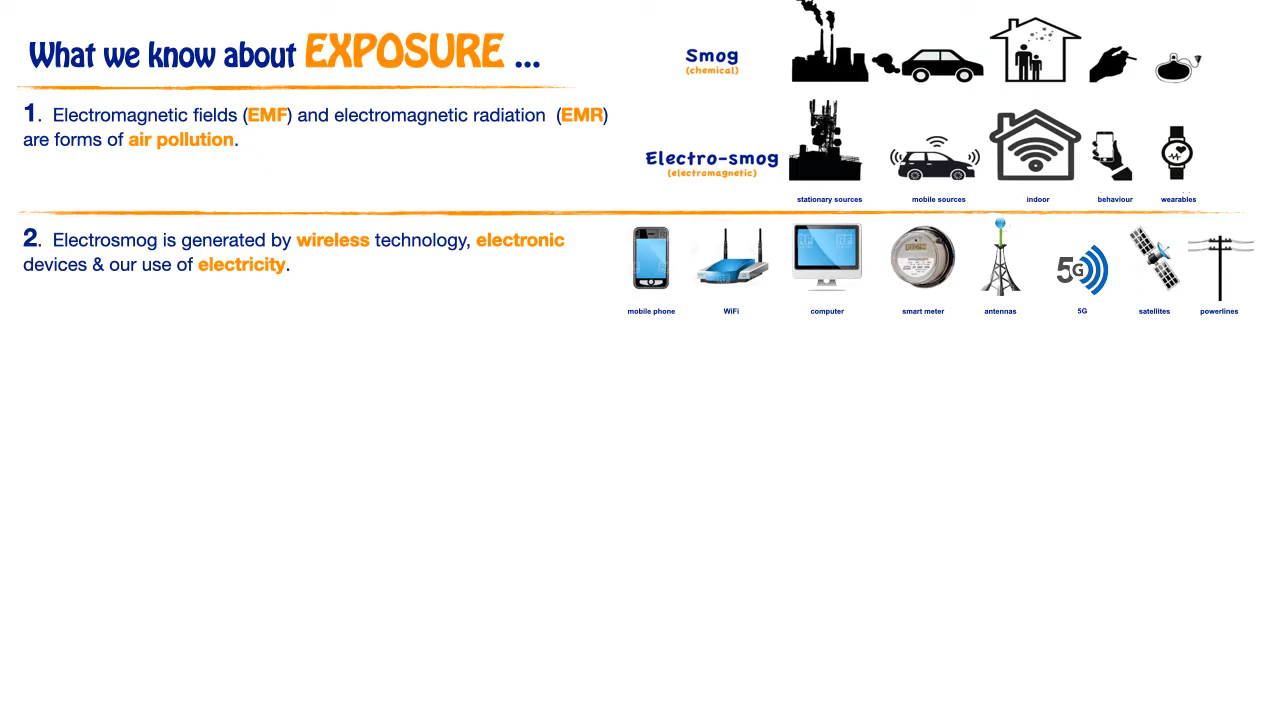 What we know about EXPOSURE ...
Smog
(chemical)
1. Electromagnetic fields (EMF) and electromagnetic radiation (EMR)
are forms of air pollution.
Electro-smog
(electromagnetic)
stationary sources
mobile sources
indoor
behaviour
wearables
2. Electrosmog is generated by wireless technology, electronic
devices & our use of electricity.
5G
mobile phone
WiFi
computer
smart meter
antennas
5G
satellites
powerlines